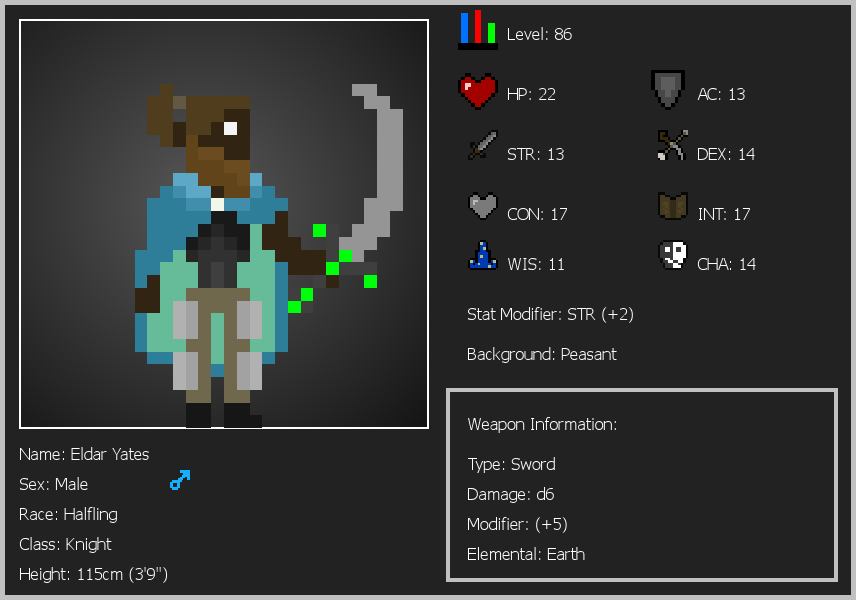 Level: 86
HP: 22
AC: 13
STR: 13
DEX: 14
CON: 17
INT: 17
WIS: 11
CHA: 14
Stat Modifier: STR (+2)
Background: Peasant
Weapon Information:
Type: Sword
Damage: d6
Modifier: (+5)
Elemental: Earth
Name: Eldar Yates
Sex: Male
Race: Halfling
Class: Knight
Height: 115cm (3'9")